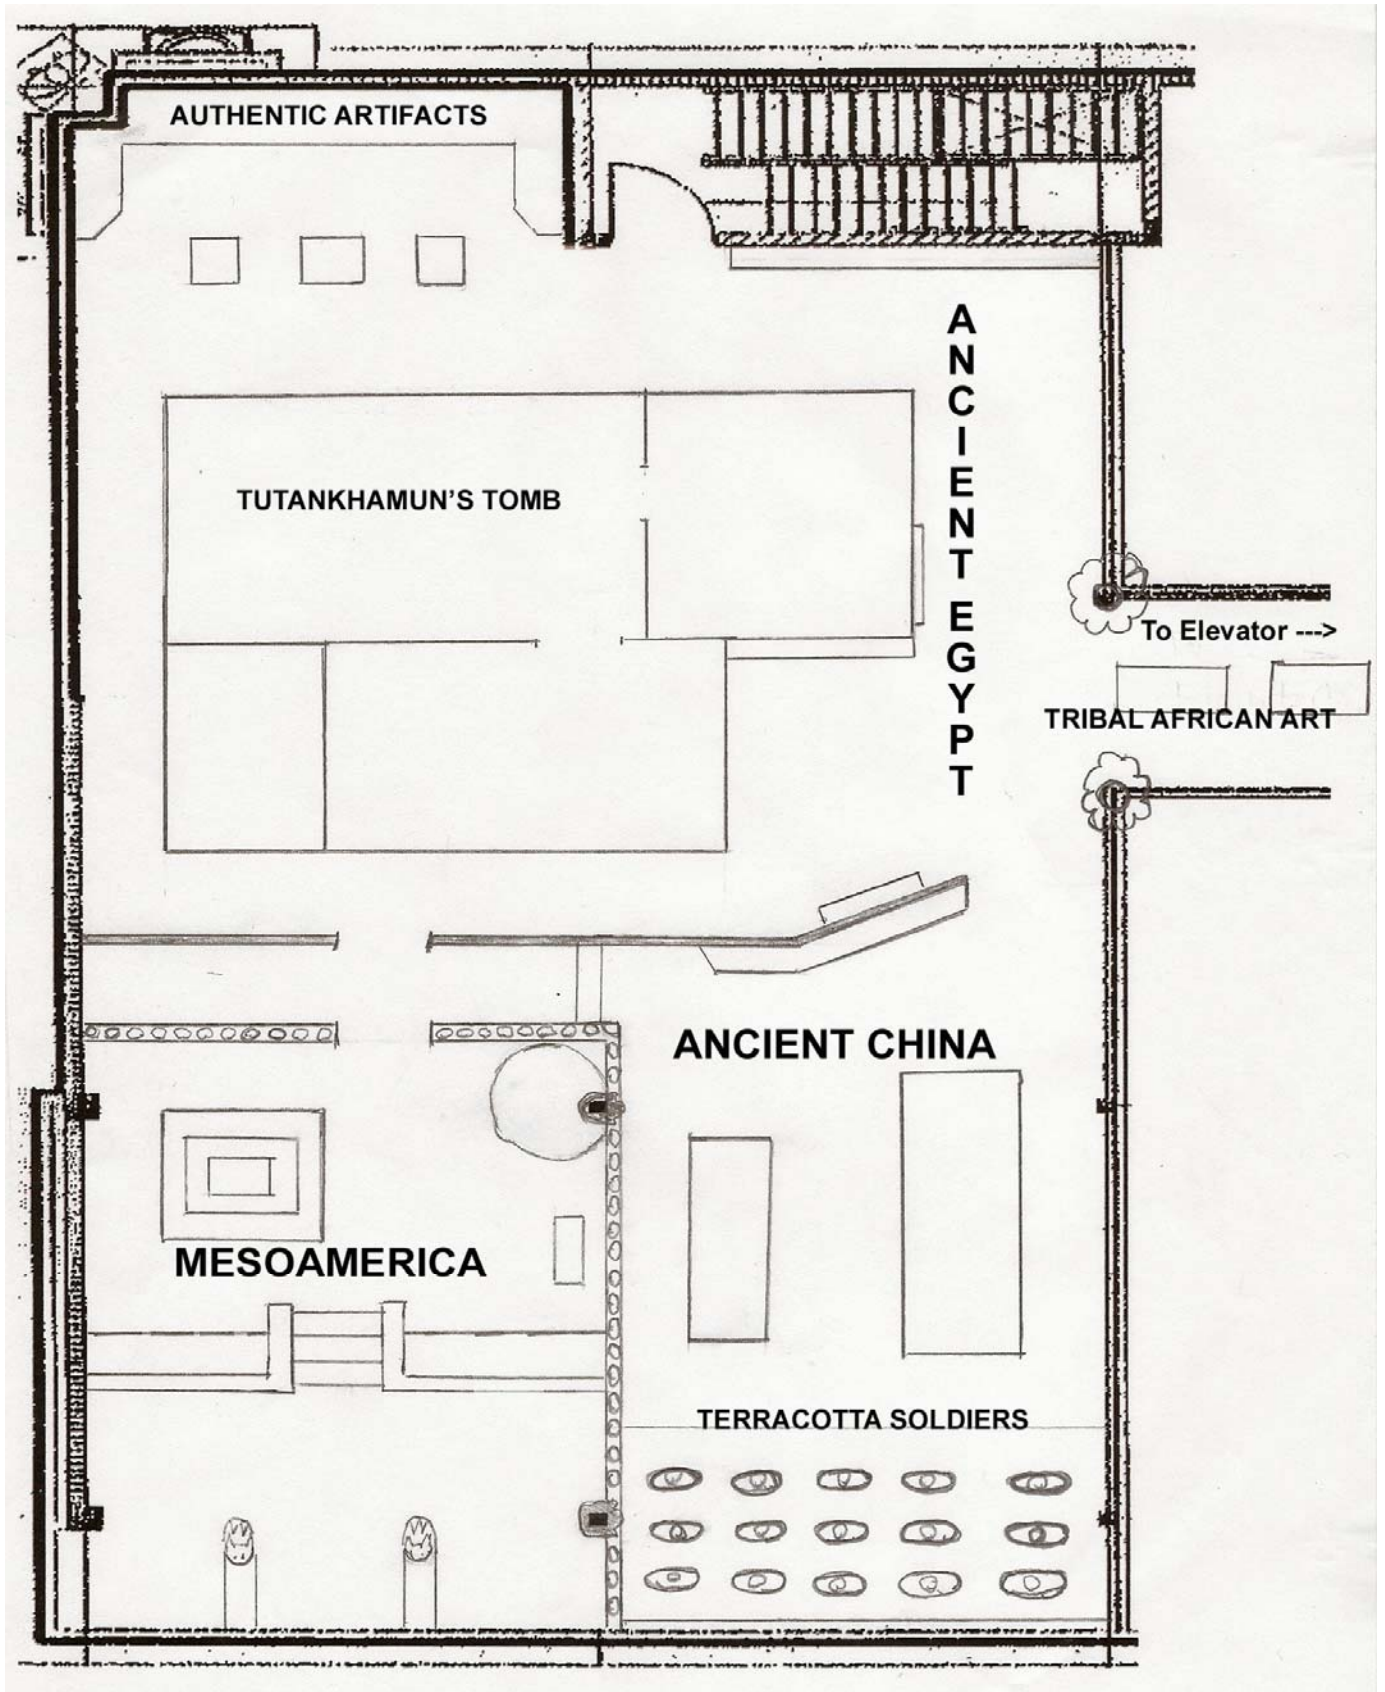 AUTHENTIC ARTIFACTS
ANCIENT EGYPT
TUTANKHAMUN'S TOMB
To Elevator --->
TRIBAL AFRICAN ART
ANCIENT CHINA
MESOAMERICA
TERRACOTTA SOLDIERS